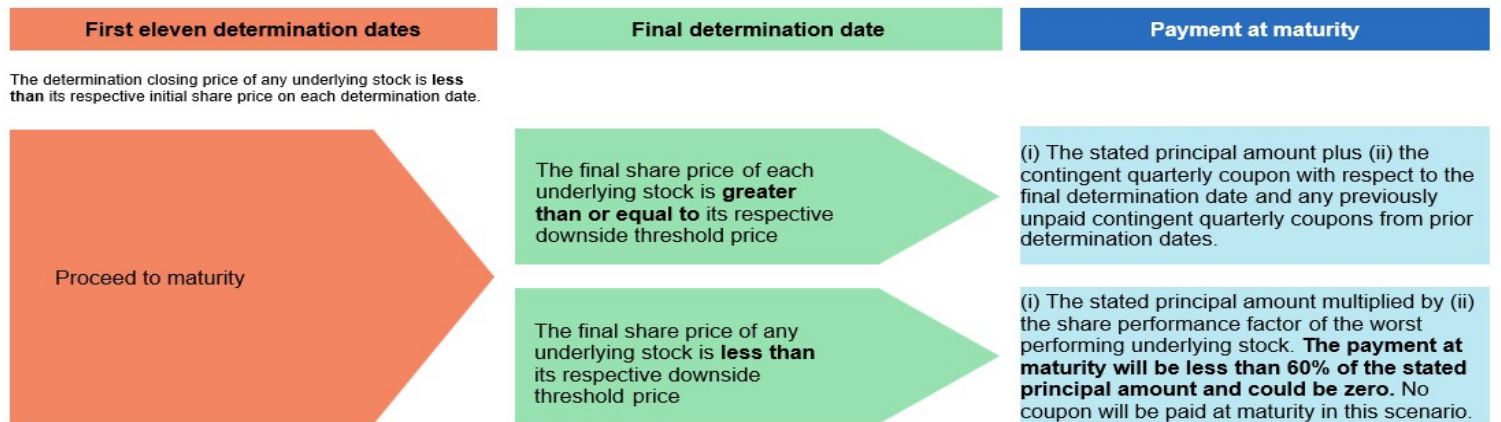 First eleven determination dates
Final determination date
Payment at maturity
The determination closing price of any underlying stock is less
than its respective initial share price on each determination date.
Proceed to maturity
The final share price of each
underlying stock is greater
than or equal to its respective
downside threshold price
(i) The stated principal amount plus (ii) the
contingent quarterly coupon with respect to the
final determination date and any previously
unpaid contingent quarterly coupons from prior
determination dates.
The final share price of any
underlying stock is less than
its respective downside
threshold price
(i) The stated principal amount multiplied by (ii)
the share performance factor of the worst
performing underlying stock. The payment at
maturity will be less than 60% of the stated
principal amount and could be zero. No
coupon will be paid at maturity in this scenario.